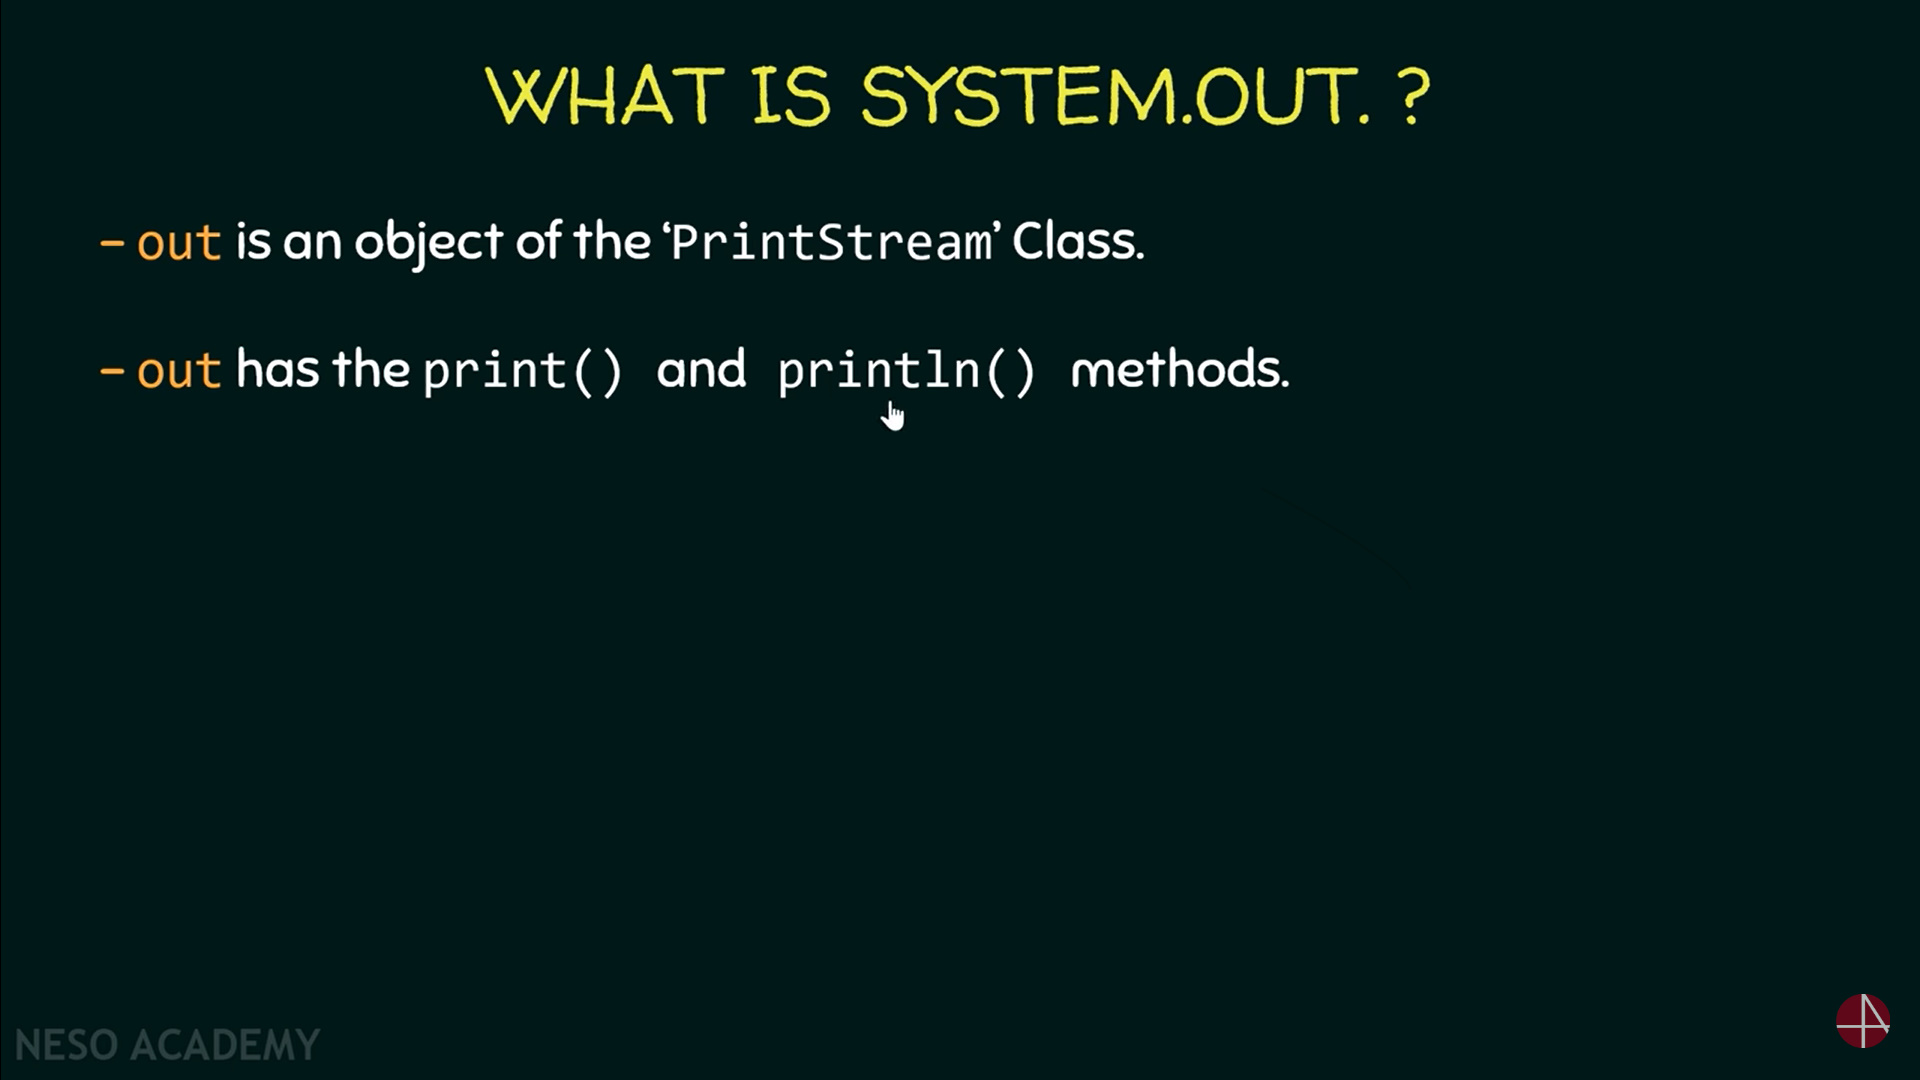 WHAT IS SYSTEM.OUT. ?
– out is an object of the ‘PrintStream’ Class.
– out has the print() and println() methods.
NESO ACADEMY